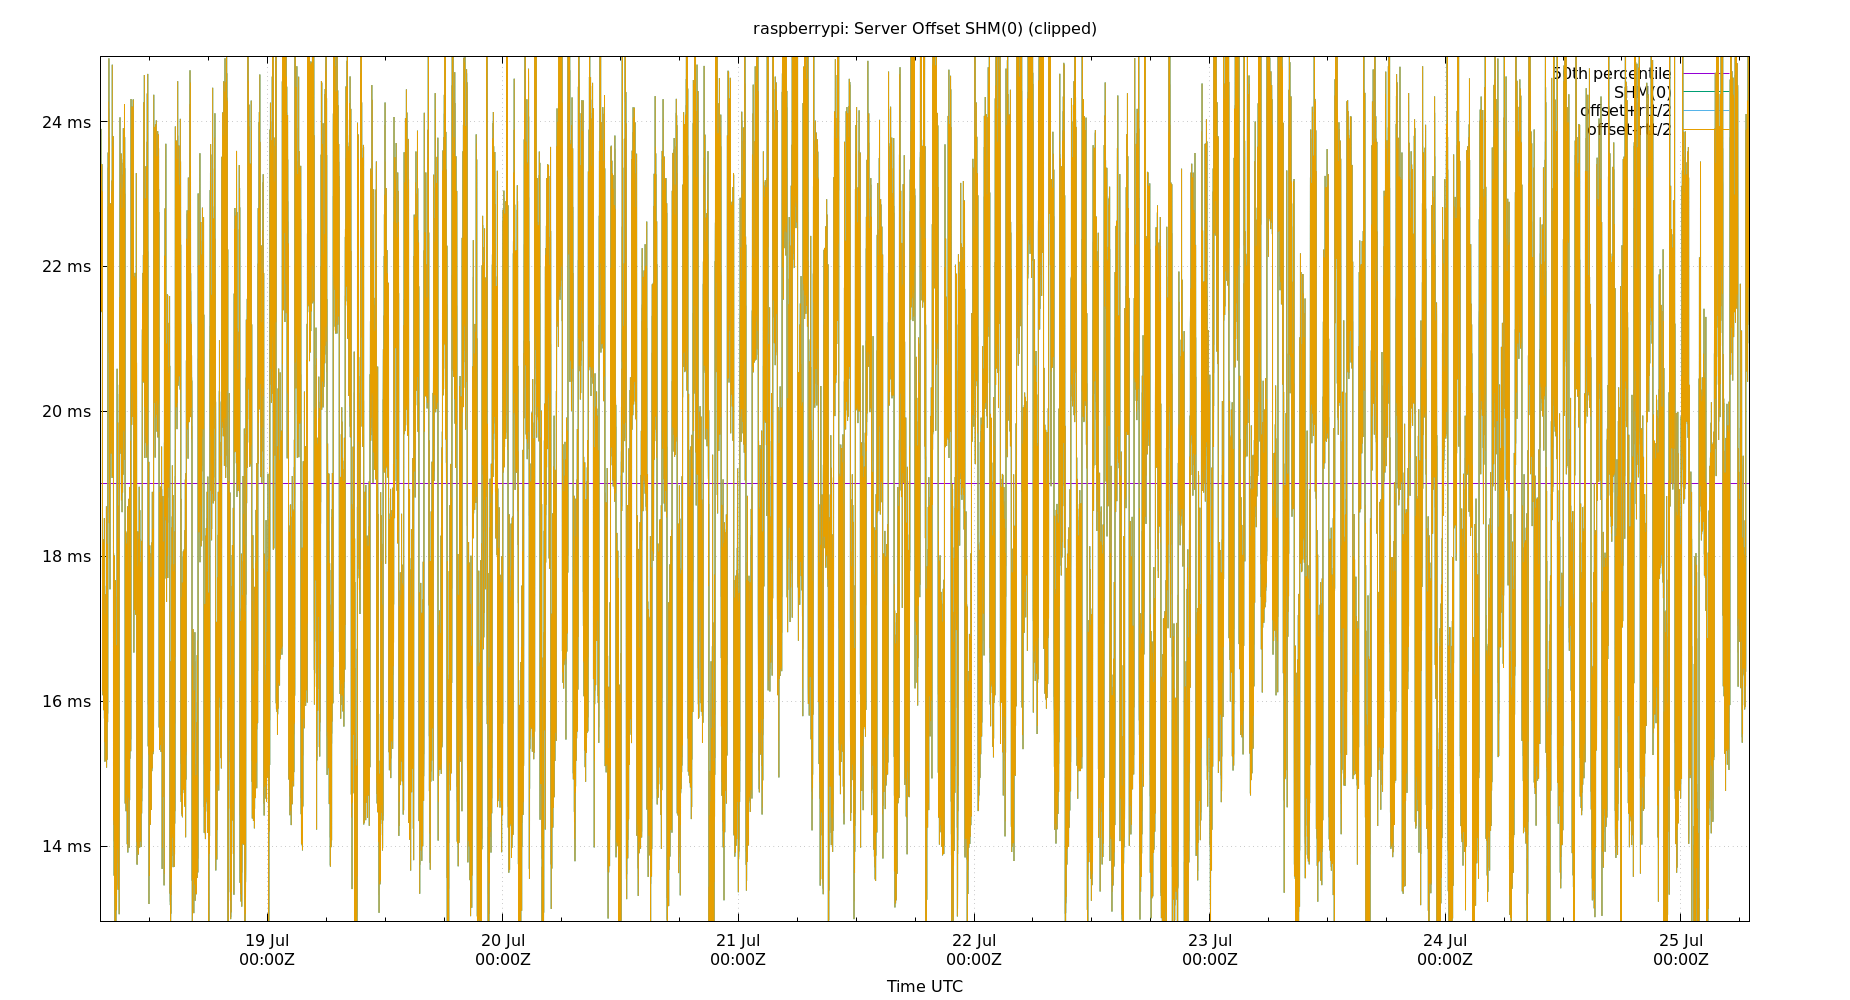 raspberrypi: Server Offset SHM(0) (clipped)
50th percentile
SHM(0)
offset+rtt/2
offset-rtt/2
24 ms
22 ms
20 ms
18 ms
16 ms
14 ms
19 Jul
00:00Z
20 Jul
00:00Z
21 Jul
00:00Z
22 Jul
00:00Z
23 Jul
00:00Z
24 Jul
00:00Z
25 Jul
00:00Z
Time UTC